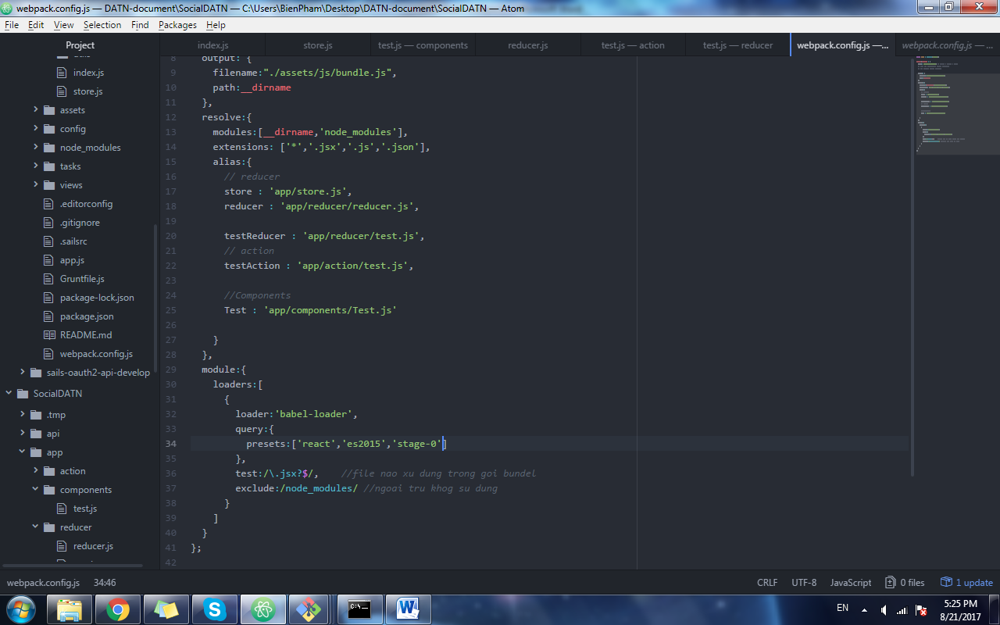 webpack.config.js — DATN-document\SocialDATN — C:\Users\BienPham\Desktop\DATN-document\SocialDATN — Atom
File Edit View Selection Find Packages Help
Project
index.js
store.js
assets
config
node_modules
tasks
views
.editorconfig
.gitignore
.sailsrc
app.js
Gruntfile.js
package-lock.json
package.json
README.md
webpack.config.js
sails-oauth2-api-develop
SocialDATN
.tmp
api
app
action
components
test.js
reducer
reducer.js
index.js store.js test.js — components reducer.js test.js — action test.js — reducer webpack.config.js —... webpack.config.js — ...
8 output: {
9 filename:"./assets/js/bundle.js",
10 path:__dirname
11 },
12 resolve:{
13 modules:[__dirname,'node_modules'],
14 extensions: ['*','.jsx','.js','.json'],
15 alias:{
16 // reducer
17 store : 'app/store.js',
18 reducer : 'app/reducer/reducer.js',
19
20 testReducer : 'app/reducer/test.js',
21 // action
22 testAction : 'app/action/test.js',
23
24 //Components
25 Test : 'app/components/Test.js'
26
27 }
28 },
29 module:{
30 loaders:[
31 {
32 loader:'babel-loader',
33 query:{
34 presets:['react','es2015','stage-0']
35 },
36 test:/\.jsx?$/, //file nao xu dung trong goi bundel
37 exclude:/node_modules/ //ngoai tru khog su dung
38 }
39 ]
40 }
41 };
42
webpack.config.js 34:46 CRLF UTF-8 JavaScript 0 files 1 update
EN
5:25 PM
8/21/2017